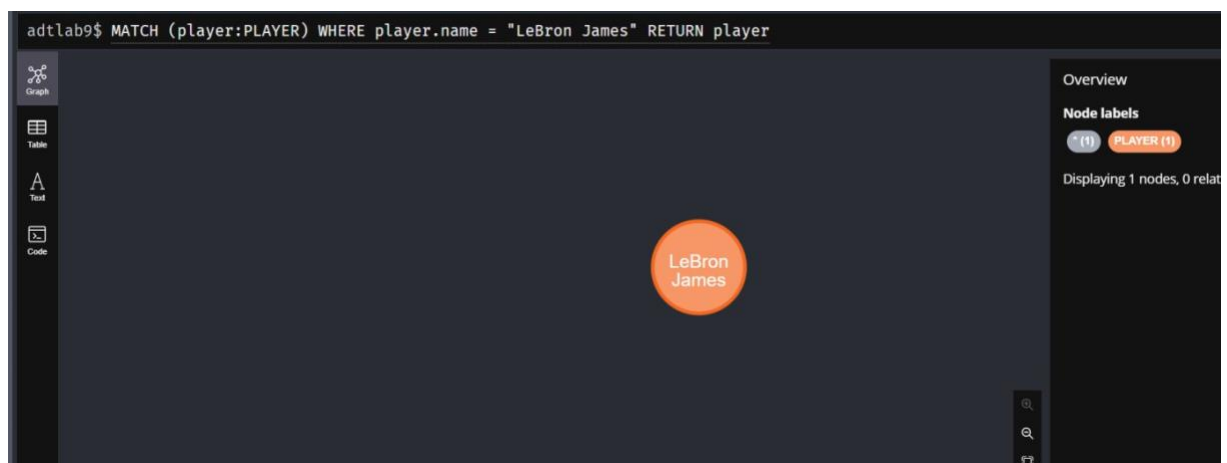 adtlab9$ MATCH (player:PLAYER) WHERE player.name = "LeBron James" RETURN player
Graph
Table
Text
Code
LeBron
James
Overview
Node labels
* (1) PLAYER (1)
Displaying 1 nodes, 0 relat